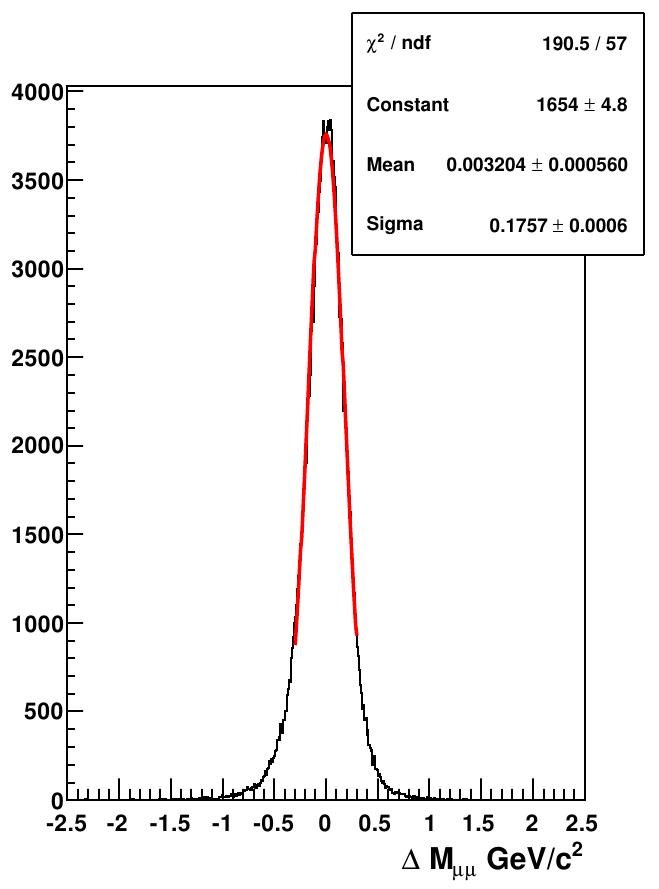 χ² / ndf 190.5 / 57
Constant 1654 ± 4.8
Mean 0.003204 ± 0.000560
Sigma 0.1757 ± 0.0006
4000
3500
3000
2500
2000
1500
1000
500
0
-2.5 -2 -1.5 -1 -0.5 0 0.5 1 1.5 2 2.5
Δ Mμμ GeV/c²